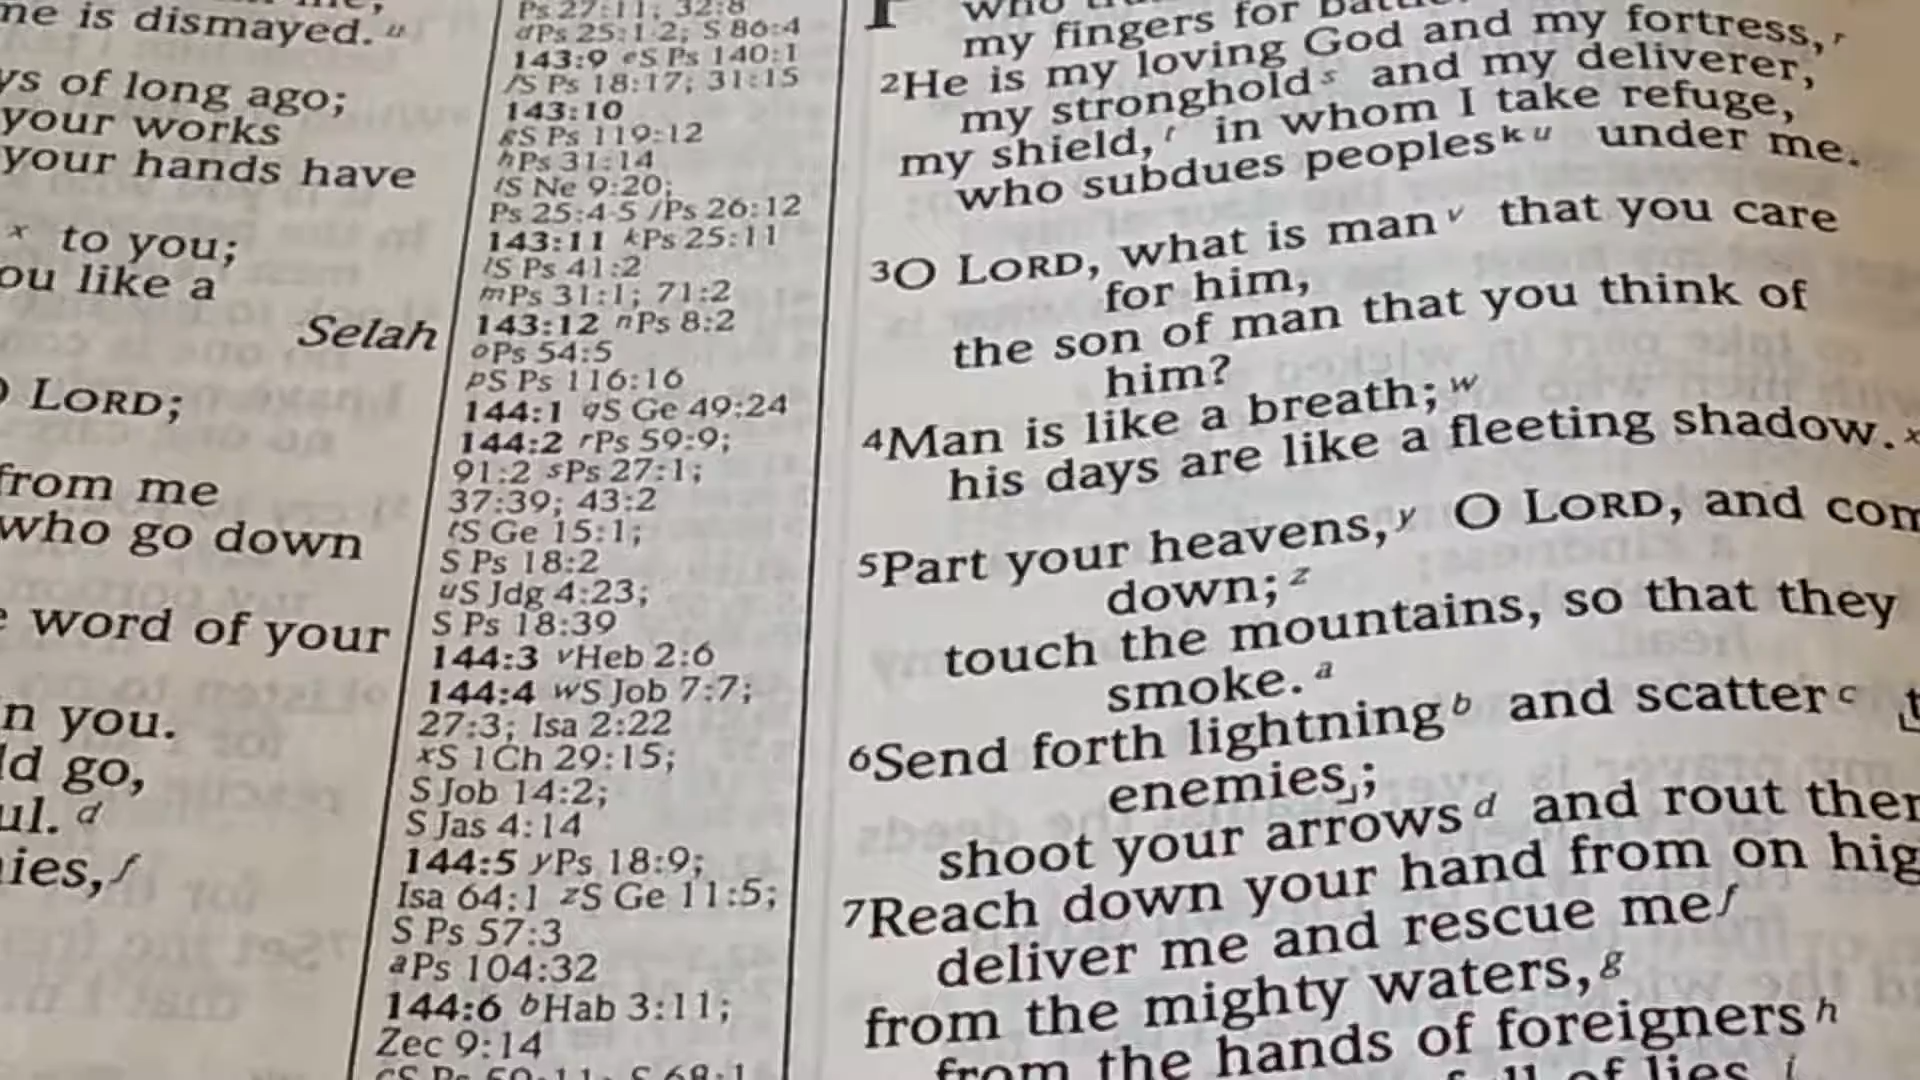 me is dismayed. u
ys of long ago;
your works
your hands have
x to you;
ou like a
Selah
O LORD;
from me
who go down
word of your
n you.
ld go,
ul. d
nies, f
Ps 27:11; 32:8
dPs 25:1-2; S 86:4
143:9 eS Ps 140:1
fS Ps 18:17; 31:15
143:10
gS Ps 119:12
hPs 31:14
iS Ne 9:20;
Ps 25:4-5 jPs 26:12
143:11 kPs 25:11
lS Ps 41:2
mPs 31:1; 71:2
143:12 nPs 8:2
oPs 54:5
pS Ps 116:16
144:1 qS Ge 49:24
144:2 rPs 59:9;
91:2 sPs 27:1;
37:39; 43:2
tS Ge 15:1;
S Ps 18:2
uS Jdg 4:23;
S Ps 18:39
144:3 vHeb 2:6
144:4 wS Job 7:7;
27:3; Isa 2:22
xS 1Ch 29:15;
S Job 14:2;
S Jas 4:14
144:5 yPs 18:9;
Isa 64:1 zS Ge 11:5;
S Ps 57:3
aPs 104:32
144:6 bHab 3:11;
Zec 9:14
who
my fingers for
2He is my loving God and my fortress, r
my stronghold s and my deliverer,
my shield, t in whom I take refuge,
who subdues peoples k u under me.
3O LORD, what is man v that you care
for him,
the son of man that you think of
him?
4Man is like a breath; w
his days are like a fleeting shadow. x
5Part your heavens, y O LORD, and com
down; z
touch the mountains, so that they
smoke. a
6Send forth lightning b and scatter c
enemies⌟;
shoot your arrows d and rout ther
7Reach down your hand from on hig
deliver me and rescue me f
from the mighty waters, g
from the hands of foreigners h
of lies, i